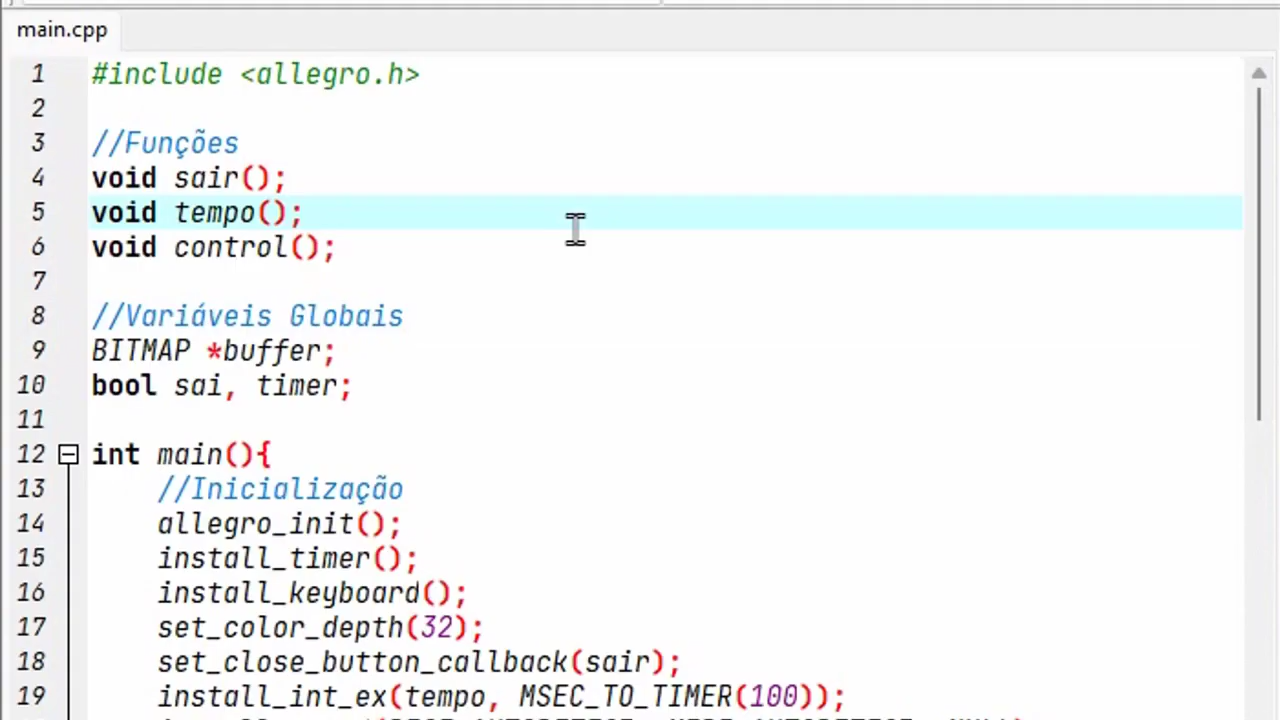 main.cpp
1 #include <allegro.h>
2
3 //Funções
4 void sair();
5 void tempo();
6 void control();
7
8 //Variáveis Globais
9 BITMAP *buffer;
10 bool sai, timer;
11
12 int main(){
13 //Inicialização
14 allegro_init();
15 install_timer();
16 install_keyboard();
17 set_color_depth(32);
18 set_close_button_callback(sair);
19 install_int_ex(tempo, MSEC_TO_TIMER(100));